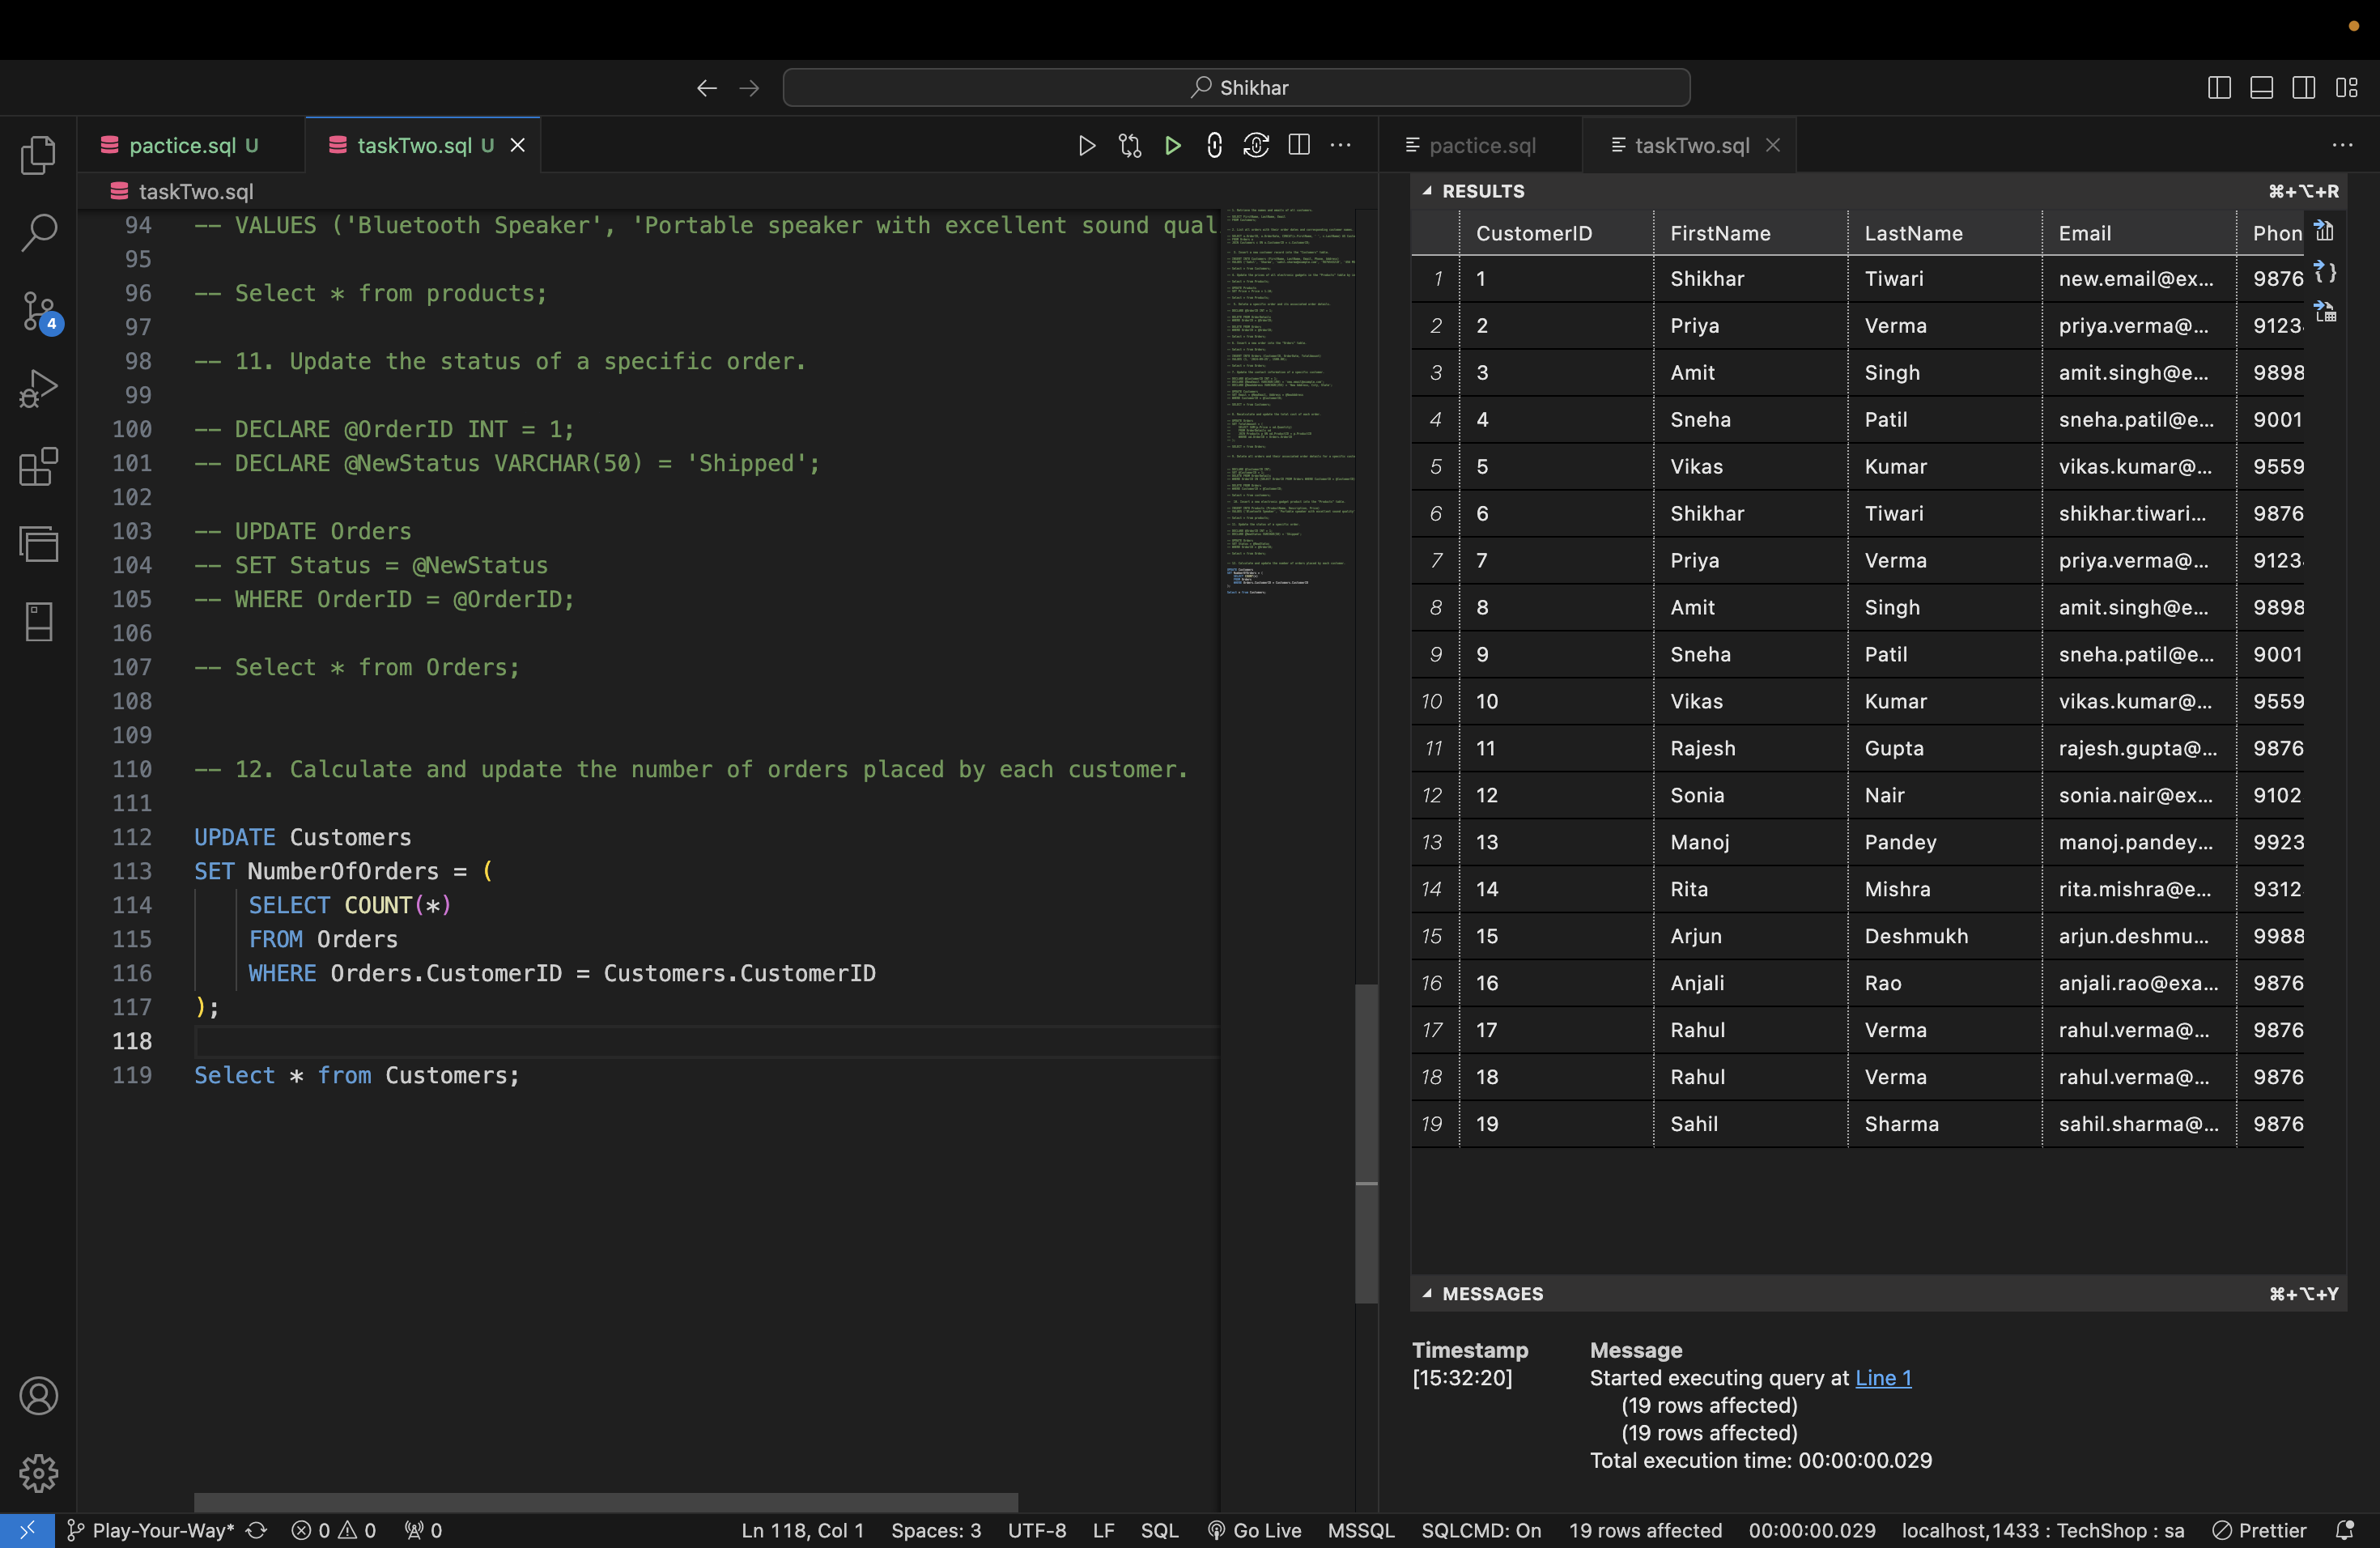 Shikhar
pactice.sql U
taskTwo.sql U
pactice.sql
taskTwo.sql
taskTwo.sql
94 -- VALUES ('Bluetooth Speaker', 'Portable speaker with excellent sound qual
95
96 -- Select * from products;
97
98 -- 11. Update the status of a specific order.
99
100 -- DECLARE @OrderID INT = 1;
101 -- DECLARE @NewStatus VARCHAR(50) = 'Shipped';
102
103 -- UPDATE Orders
104 -- SET Status = @NewStatus
105 -- WHERE OrderID = @OrderID;
106
107 -- Select * from Orders;
108
109
110 -- 12. Calculate and update the number of orders placed by each customer.
111
112 UPDATE Customers
113 SET NumberOfOrders = (
114 SELECT COUNT(*)
115 FROM Orders
116 WHERE Orders.CustomerID = Customers.CustomerID
117 );
118
119 Select * from Customers;
4
RESULTS ⌘+⌥+R
CustomerID FirstName LastName Email Phon
1 1 Shikhar Tiwari new.email@ex... 9876
2 2 Priya Verma priya.verma@... 9123
3 3 Amit Singh amit.singh@e... 9898
4 4 Sneha Patil sneha.patil@e... 9001
5 5 Vikas Kumar vikas.kumar@... 9559
6 6 Shikhar Tiwari shikhar.tiwari... 9876
7 7 Priya Verma priya.verma@... 9123
8 8 Amit Singh amit.singh@e... 9898
9 9 Sneha Patil sneha.patil@e... 9001
10 10 Vikas Kumar vikas.kumar@... 9559
11 11 Rajesh Gupta rajesh.gupta@... 9876
12 12 Sonia Nair sonia.nair@ex... 9102
13 13 Manoj Pandey manoj.pandey... 9923
14 14 Rita Mishra rita.mishra@e... 9312
15 15 Arjun Deshmukh arjun.deshmu... 9988
16 16 Anjali Rao anjali.rao@exa... 9876
17 17 Rahul Verma rahul.verma@... 9876
18 18 Rahul Verma rahul.verma@... 9876
19 19 Sahil Sharma sahil.sharma@... 9876
MESSAGES ⌘+⌥+Y
Timestamp Message
[15:32:20] Started executing query at Line 1
(19 rows affected)
(19 rows affected)
Total execution time: 00:00:00.029
Play-Your-Way* 0 0 0 Ln 118, Col 1 Spaces: 3 UTF-8 LF SQL Go Live MSSQL SQLCMD: On 19 rows affected 00:00:00.029 localhost,1433 : TechShop : sa Prettier